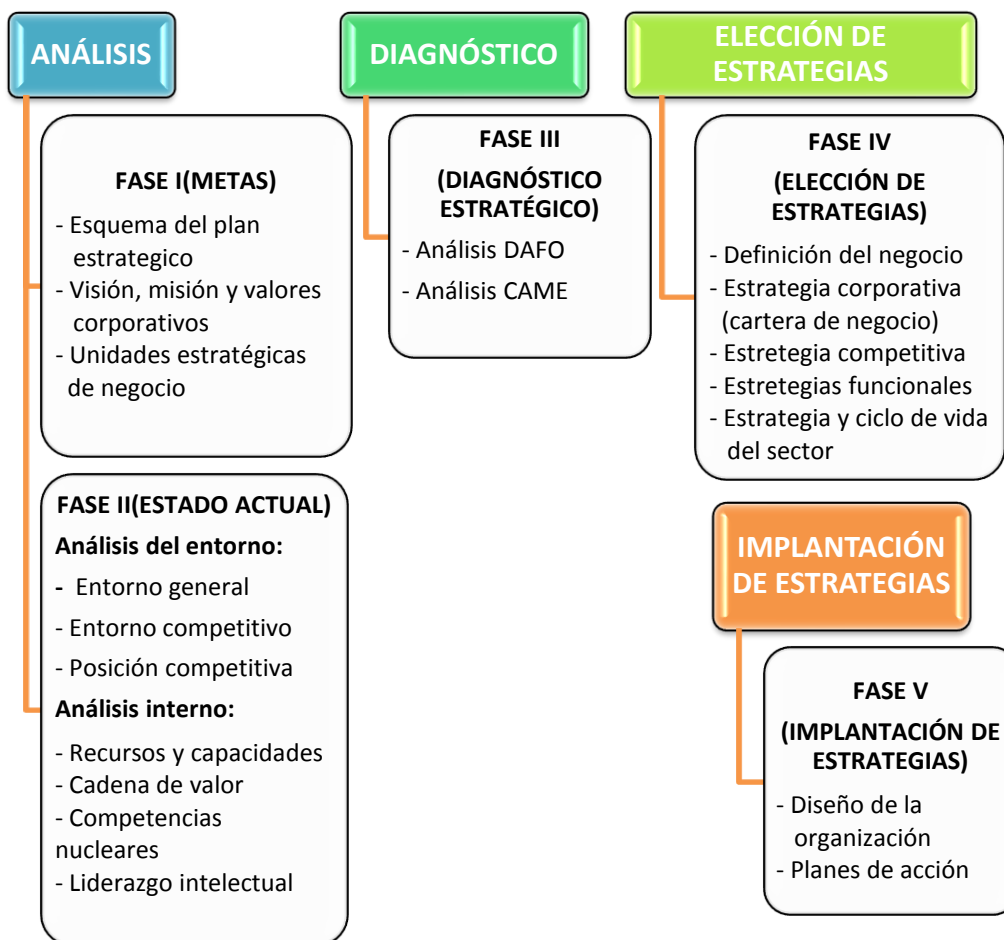 ANÁLISIS
FASE I(METAS)
- Esquema del plan
estrategico
- Visión, misión y valores
corporativos
- Unidades estratégicas
de negocio
FASE II(ESTADO ACTUAL)
Análisis del entorno:
- Entorno general
- Entorno competitivo
- Posición competitiva
Análisis interno:
- Recursos y capacidades
- Cadena de valor
- Competencias
nucleares
- Liderazgo intelectual
DIAGNÓSTICO
FASE III
(DIAGNÓSTICO
ESTRATÉGICO)
- Análisis DAFO
- Análisis CAME
ELECCIÓN DE
ESTRATEGIAS
FASE IV
(ELECCIÓN DE
ESTRATEGIAS)
- Definición del negocio
- Estrategia corporativa
(cartera de negocio)
- Estretegia competitiva
- Estretegias funcionales
- Estrategia y ciclo de vida
del sector
IMPLANTACIÓN
DE ESTRATEGIAS
FASE V
(IMPLANTACIÓN DE
ESTRATEGIAS)
- Diseño de la
organización
- Planes de acción